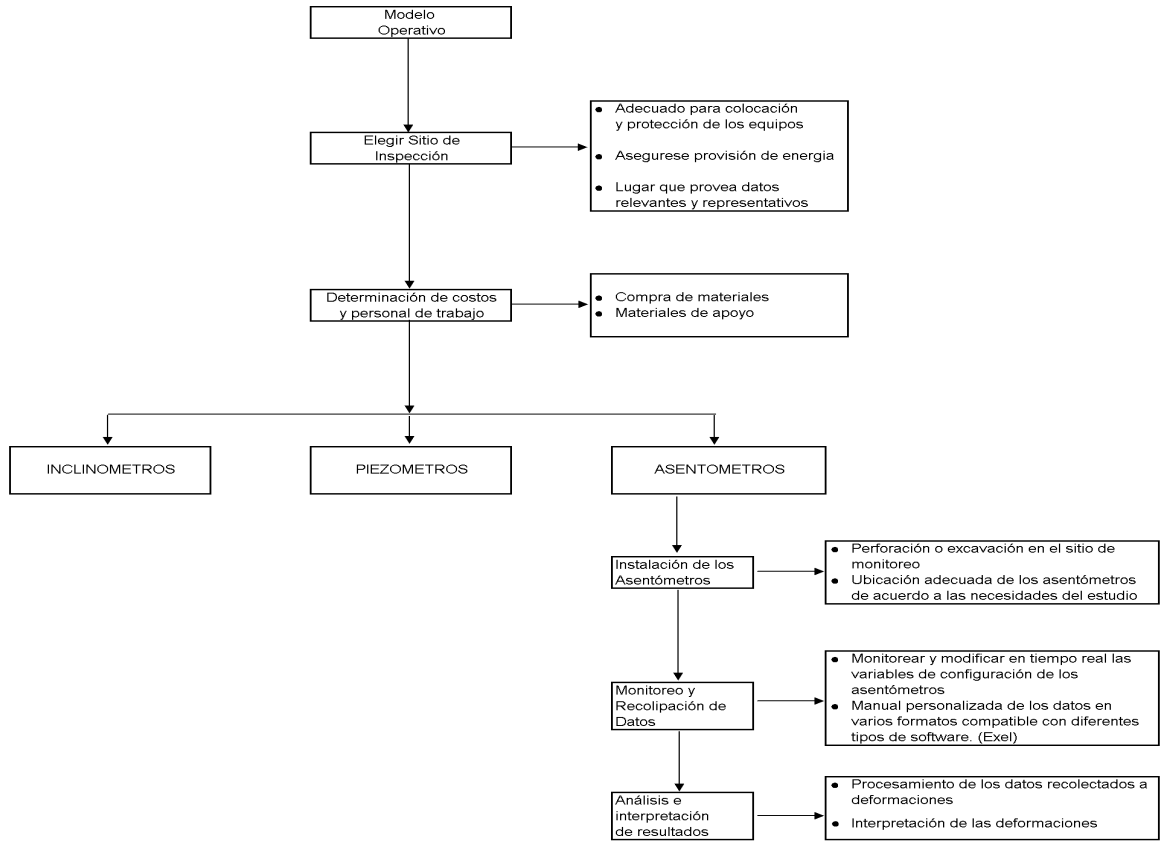 Modelo
Operativo
Elegir Sitio de
Inspección
• Adecuado para colocación
y protección de los equipos
• Asegurese provisión de energia
• Lugar que provea datos
relevantes y representativos
Determinación de costos
y personal de trabajo
• Compra de materiales
• Materiales de apoyo
INCLINOMETROS
PIEZOMETROS
ASENTOMETROS
Instalación de los
Asentómetros
• Perforación o excavación en el sitio de
monitoreo
• Ubicación adecuada de los asentómetros
de acuerdo a las necesidades del estudio
Monitoreo y
Recolipación de
Datos
• Monitorear y modificar en tiempo real las
variables de configuración de los
asentómetros
• Manual personalizada de los datos en
varios formatos compatible con diferentes
tipos de software. (Exel)
Análisis e
interpretación
de resultados
• Procesamiento de los datos recolectados a
deformaciones
• Interpretación de las deformaciones